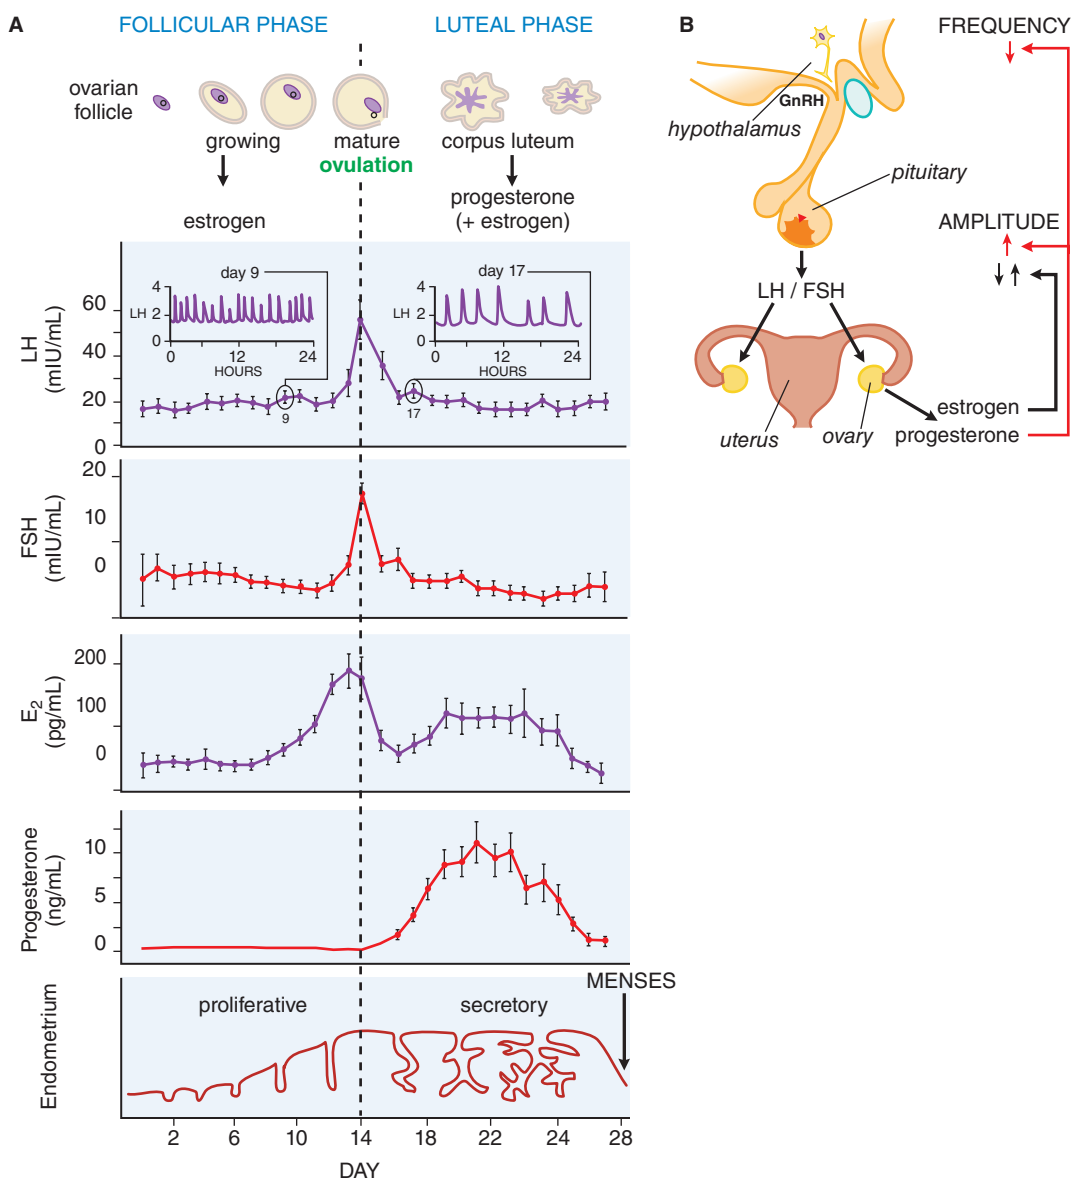 A
FOLLICULAR PHASE
LUTEAL PHASE
ovarian
follicle
growing
mature
ovulation
corpus luteum
estrogen
progesterone
(+ estrogen)
LH
(mIU/mL)
60
40
20
0
day 9
LH
4
2
0
0
12
24
HOURS
9
day 17
LH
4
2
0
0
12
24
HOURS
17
FSH
(mIU/mL)
20
10
0
E2
(pg/mL)
200
100
0
Progesterone
(ng/mL)
10
5
0
Endometrium
proliferative
secretory
MENSES
2
6
10
14
18
22
24
28
DAY
B
FREQUENCY
GnRH
hypothalamus
pituitary
AMPLITUDE
LH / FSH
uterus
ovary
estrogen
progesterone